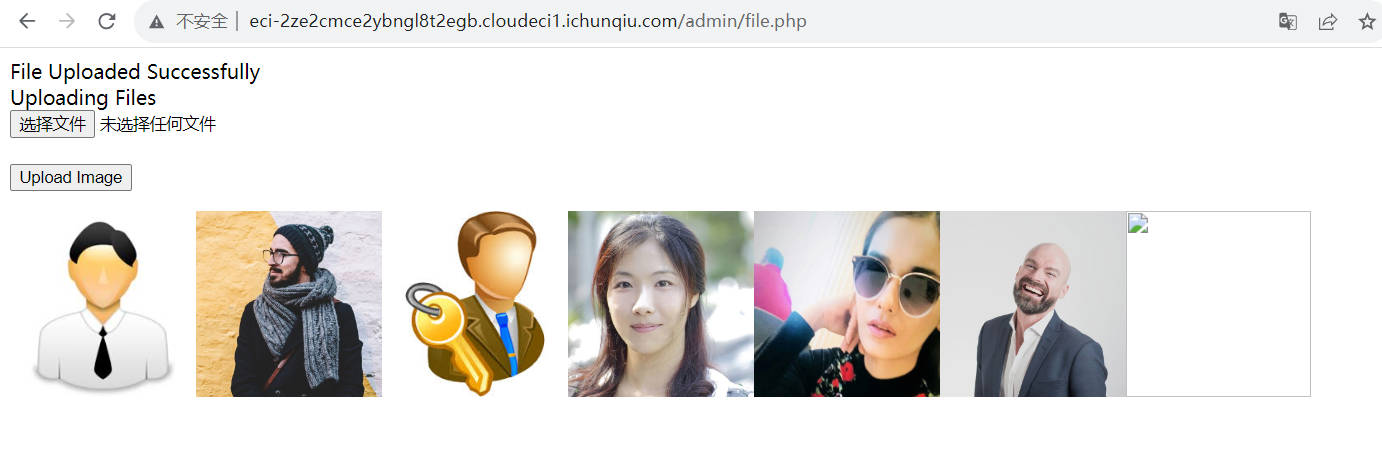 不安全 | eci-2ze2cmce2ybngl8t2egb.cloudeci1.ichunqiu.com/admin/file.php
File Uploaded Successfully
Uploading Files
选择文件 未选择任何文件
Upload Image